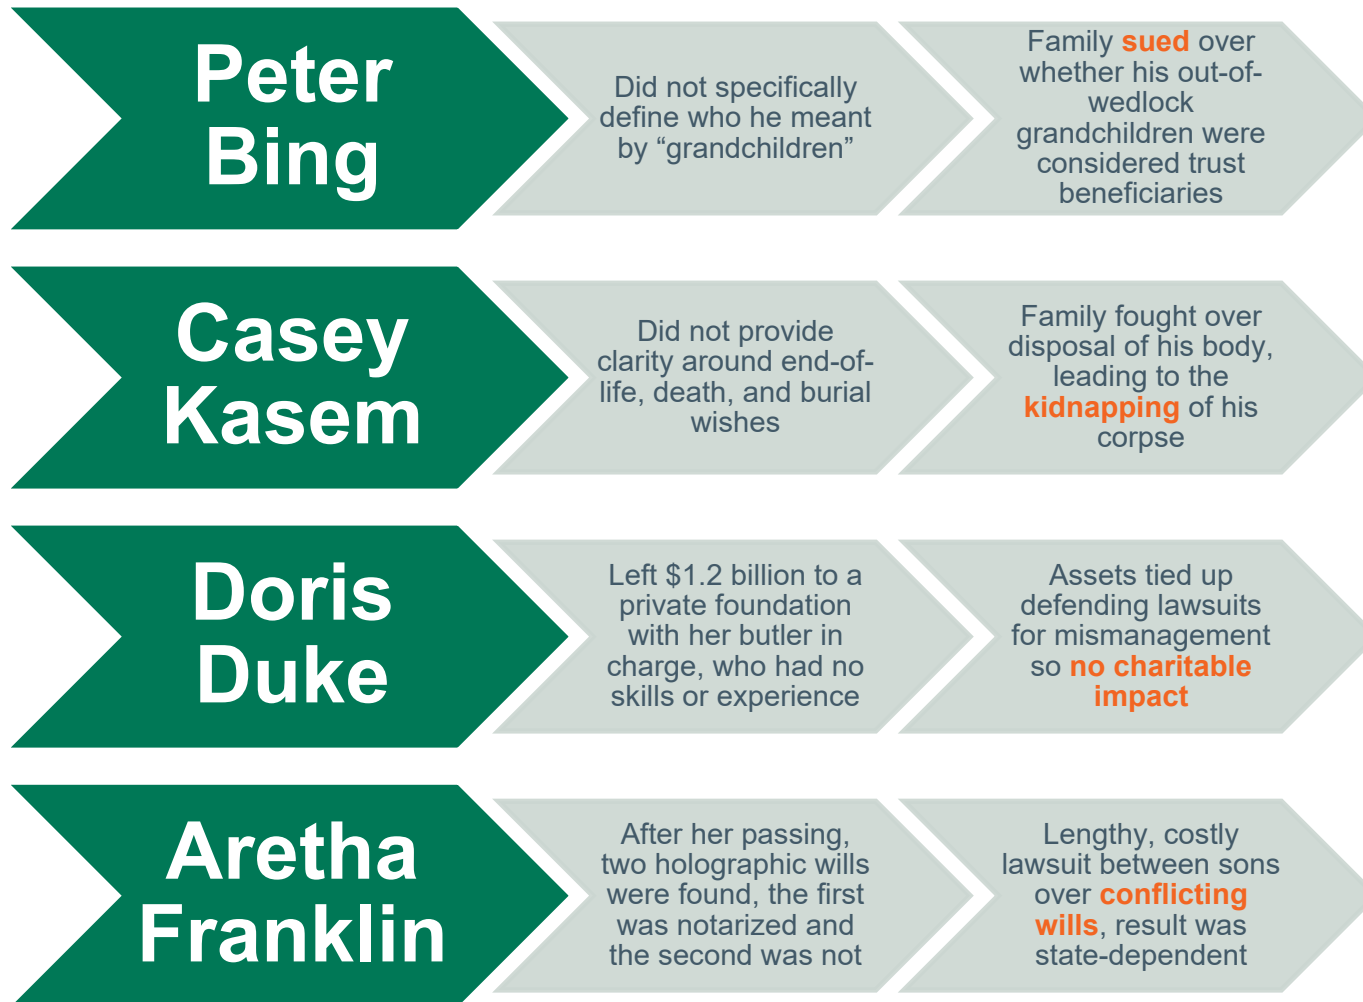 Peter
Bing
Did not specifically
define who he meant
by “grandchildren”
Family sued over
whether his out-of-
wedlock
grandchildren were
considered trust
beneficiaries
Casey
Kasem
Did not provide
clarity around end-of-
life, death, and burial
wishes
Family fought over
disposal of his body,
leading to the
kidnapping of his
corpse
Doris
Duke
Left $1.2 billion to a
private foundation
with her butler in
charge, who had no
skills or experience
Assets tied up
defending lawsuits
for mismanagement
so no charitable
impact
Aretha
Franklin
After her passing,
two holographic wills
were found, the first
was notarized and
the second was not
Lengthy, costly
lawsuit between sons
over conflicting
wills, result was
state-dependent